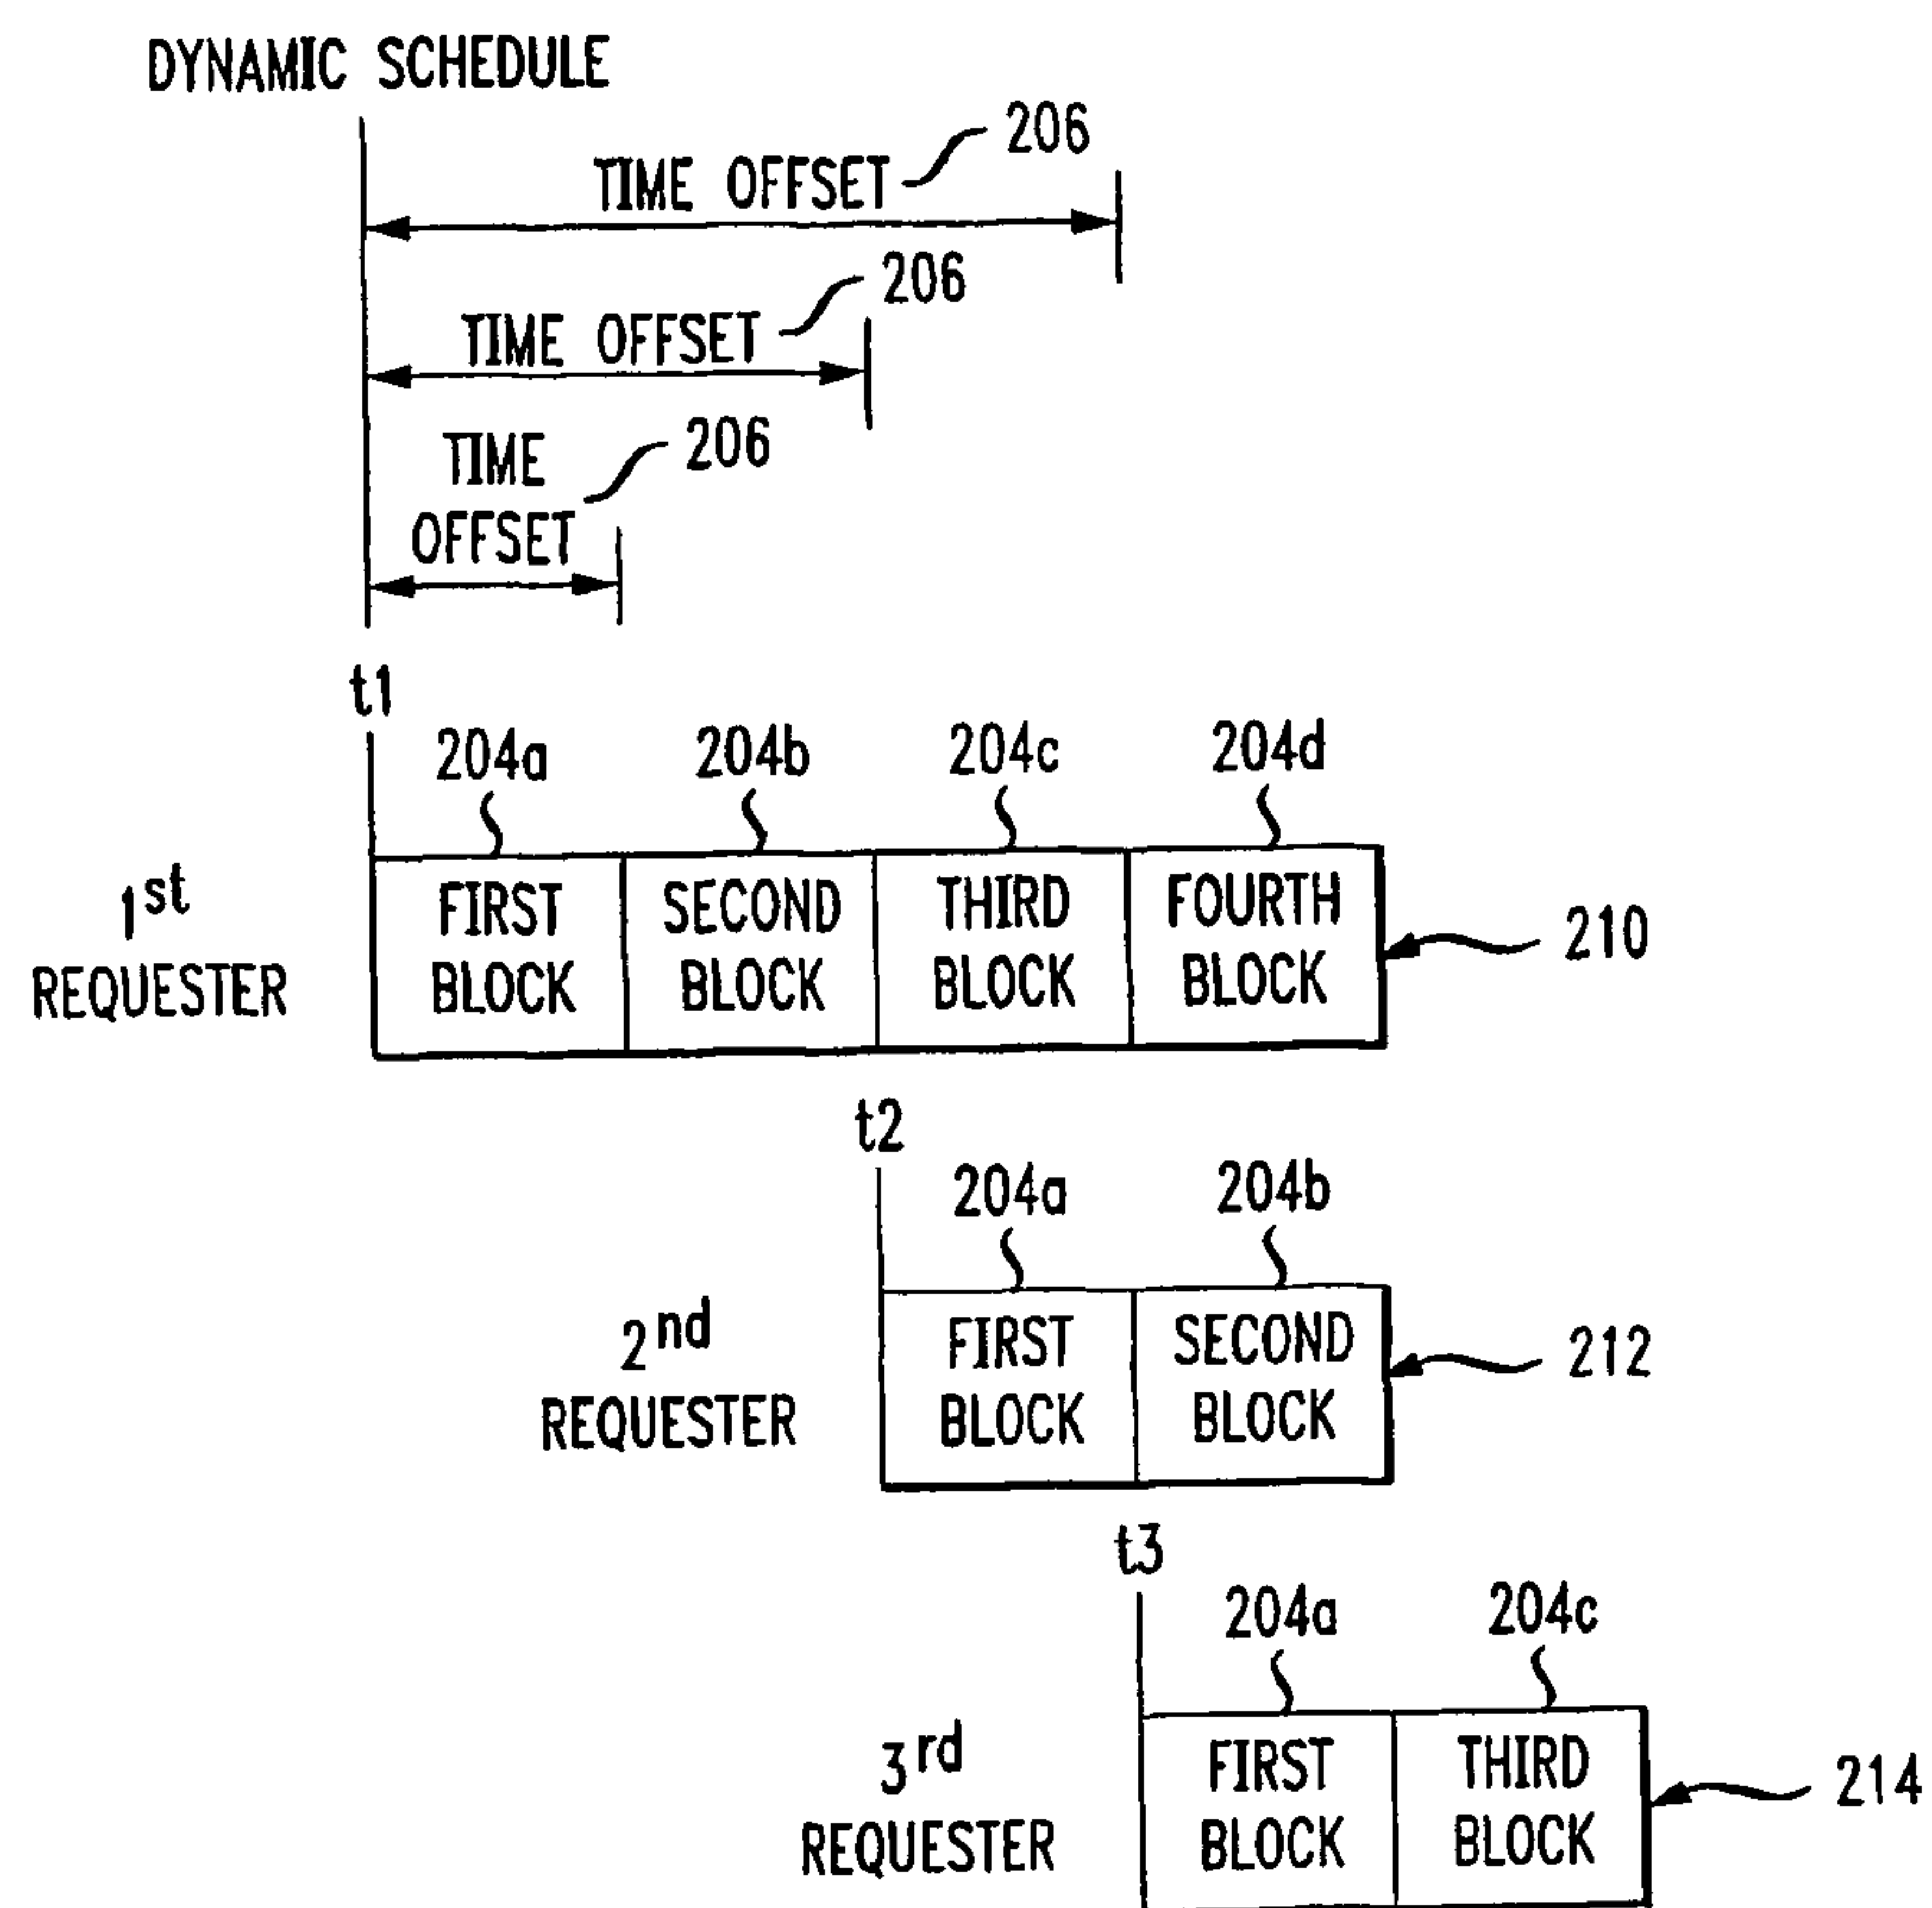 DYNAMIC SCHEDULE
206
TIME OFFSET
206
TIME OFFSET
206
TIME
OFFSET
t1
204a 204b 204c 204d
1st
REQUESTER
FIRST
BLOCK
SECOND
BLOCK
THIRD
BLOCK
FOURTH
BLOCK
210
t2
204a 204b
2nd
REQUESTER
FIRST
BLOCK
SECOND
BLOCK
212
t3
204a 204c
3rd
REQUESTER
FIRST
BLOCK
THIRD
BLOCK
214